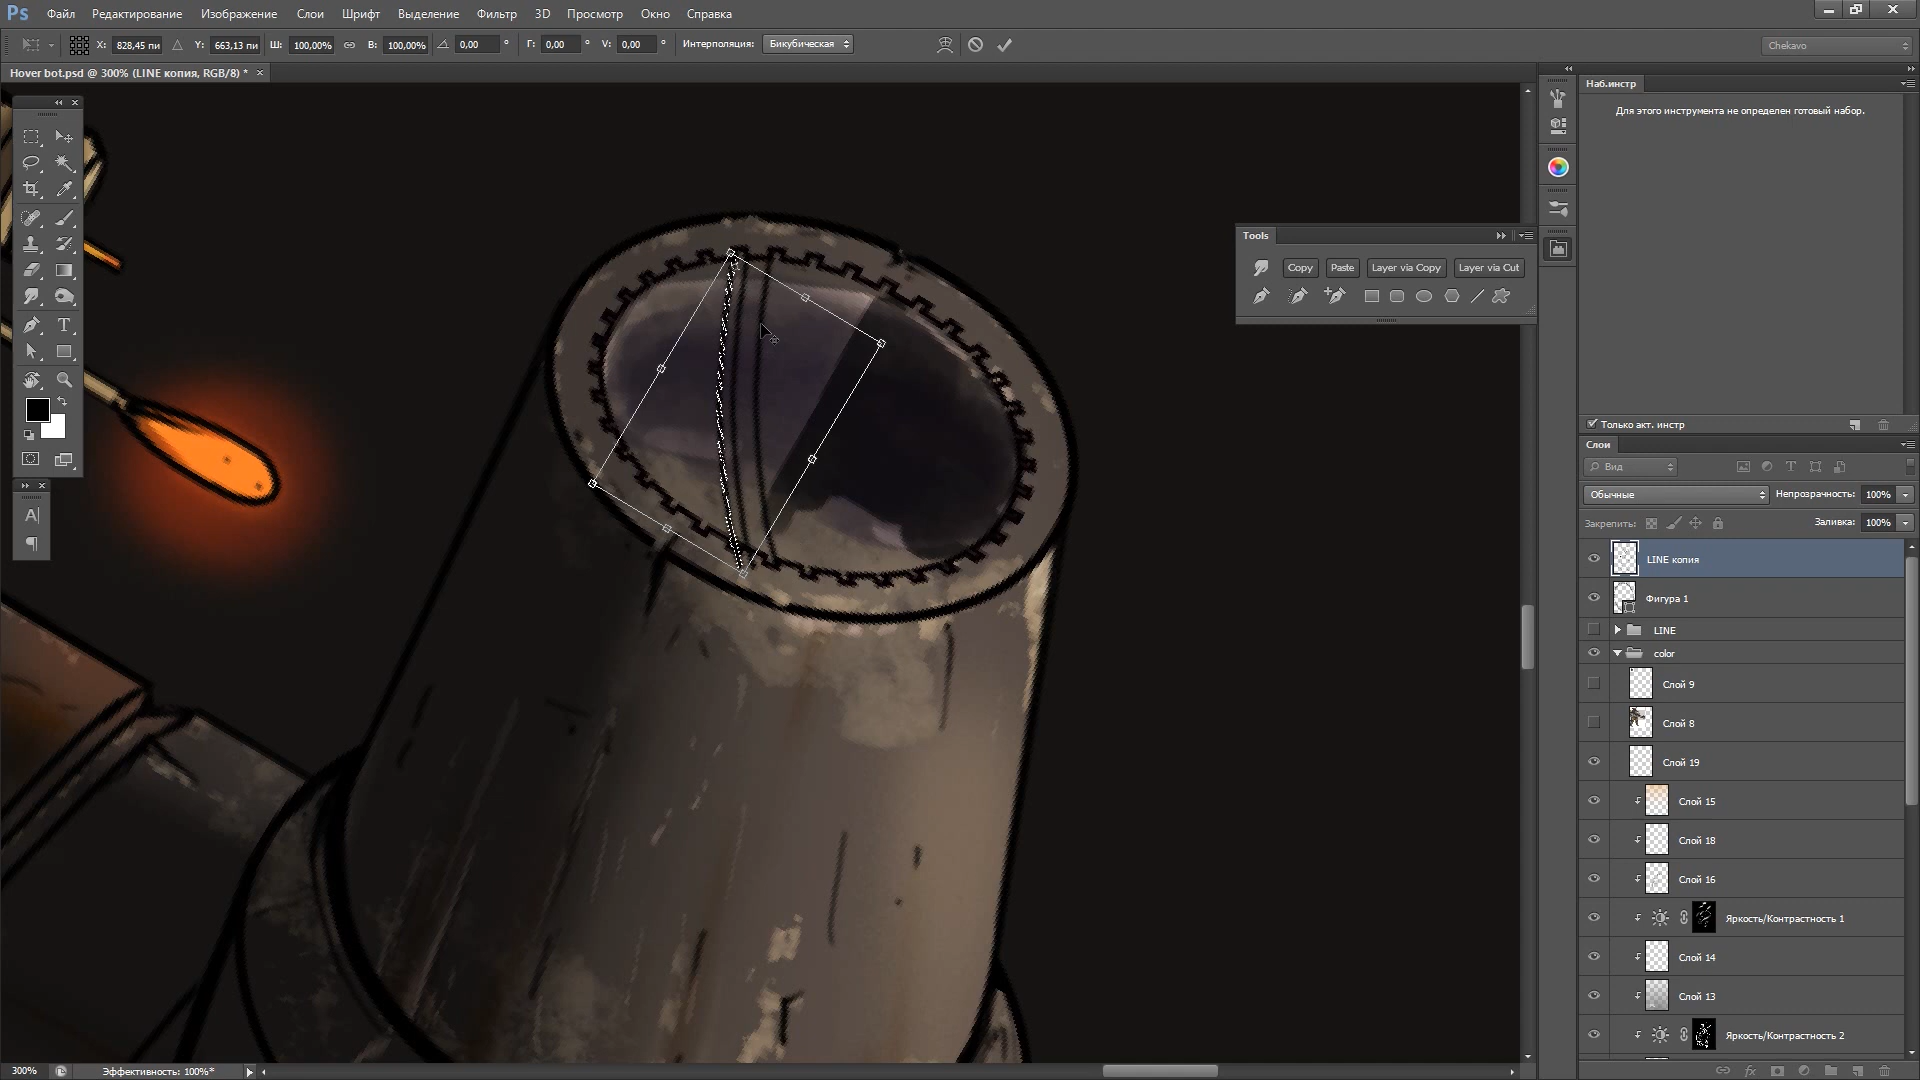 Ps Файл Редактирование Изображение Слои Шрифт Выделение Фильтр 3D Просмотр Окно Справка
X: 828,45 пи Y: 663,13 пи Ш: 100,00% В: 100,00% 0,00 ° Г: 0,00 ° V: 0,00 ° Интерполяция: Бикубическая Chekavo
Hover bot.psd @ 300% (LINE копия, RGB/8) * ×
Наб.инстр
Для этого инструмента не определен готовый набор.
Tools
Copy Paste Layer via Copy Layer via Cut
T
A
Только акт. инстр
Слои
Вид
Обычные Непрозрачность: 100%
Закрепить: Заливка: 100%
LINE копия
Фигура 1
LINE
color
Слой 9
Слой 8
Слой 19
Слой 15
Слой 18
Слой 16
Яркость/Контрастность 1
Слой 14
Слой 13
Яркость/Контрастность 2
300% Эффективность: 100%*
fx